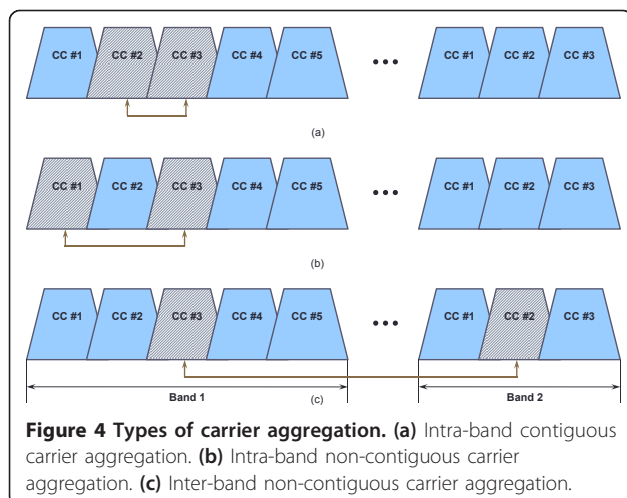 CC #1 CC #2 CC #3 CC #4 CC #5 ••• CC #1 CC #2 CC #3
(a)
CC #1 CC #2 CC #3 CC #4 CC #5 ••• CC #1 CC #2 CC #3
(b)
CC #1 CC #2 CC #3 CC #4 CC #5 ••• CC #1 CC #2 CC #3
Band 1 (c) Band 2
Figure 4 Types of carrier aggregation. (a) Intra-band contiguous
carrier aggregation. (b) Intra-band non-contiguous carrier
aggregation. (c) Inter-band non-contiguous carrier aggregation.